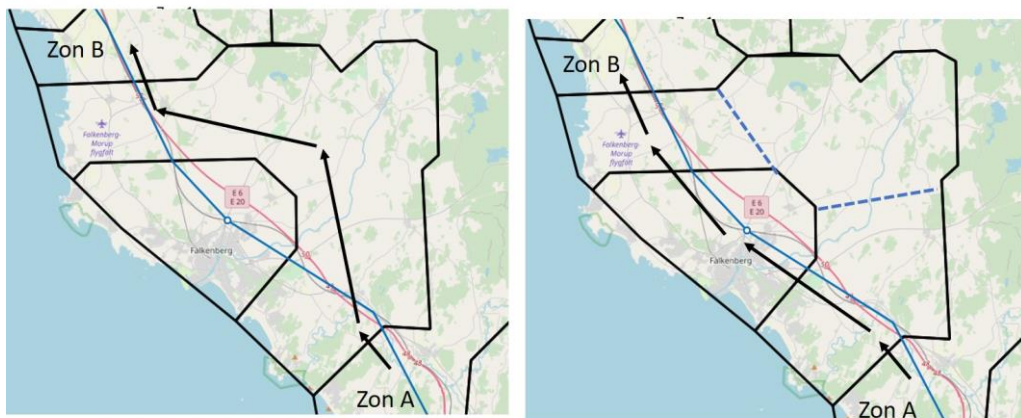 Zon B
Falkenberg-
Morup
flygfält
E 6
E 20
Falkenberg
Zon A
Zon B
Falkenberg-
Morup
flygfält
E 6
E 20
Falkenberg
Zon A